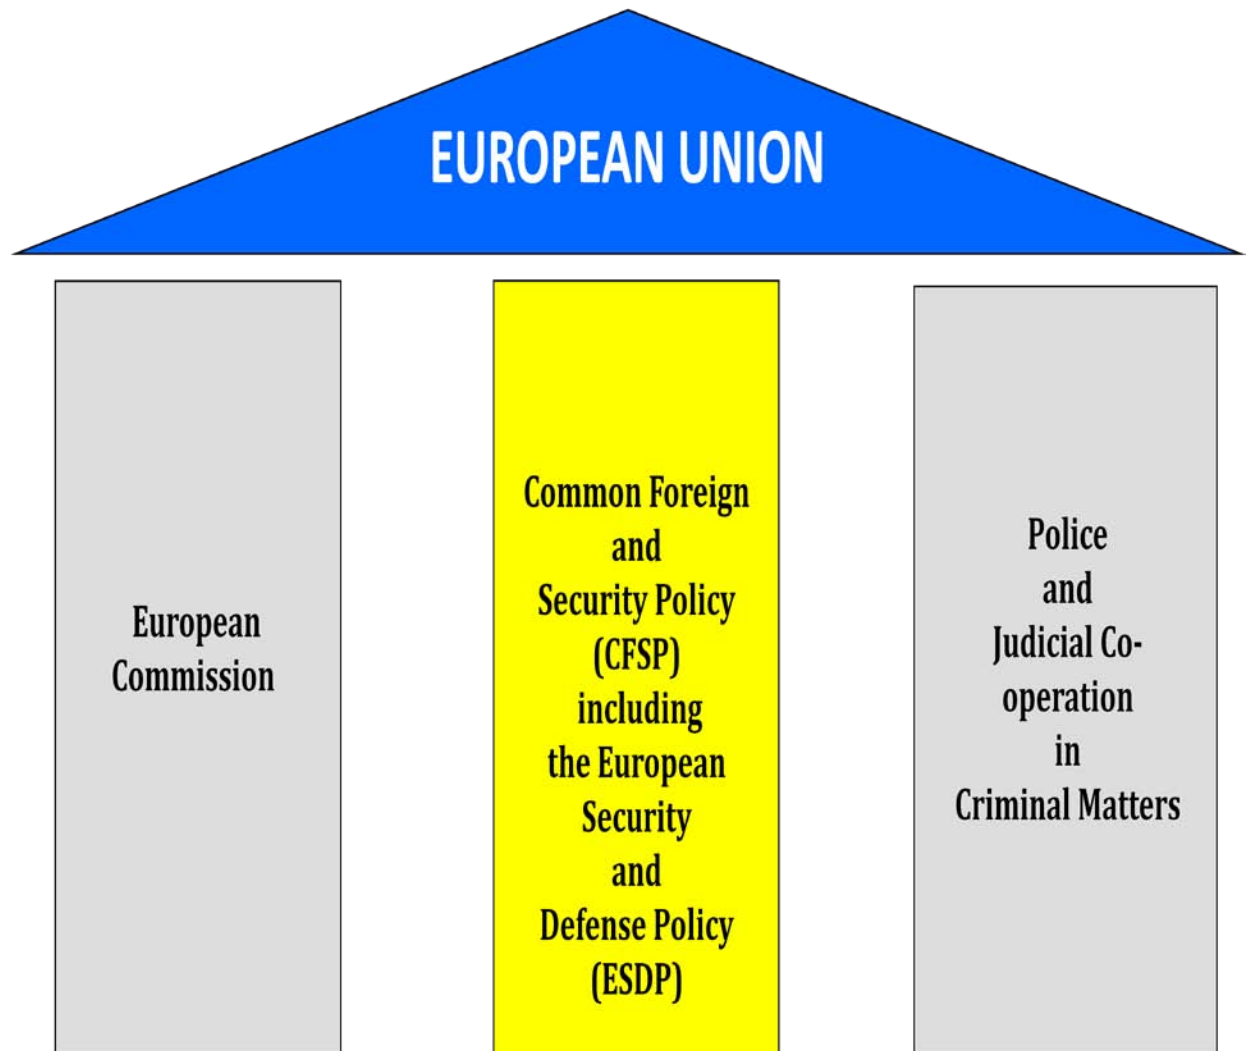 EUROPEAN UNION
European
Commission
Common Foreign
and
Security Policy
(CFSP)
including
the European
Security
and
Defense Policy
(ESDP)
Police
and
Judicial Co-
operation
in
Criminal Matters